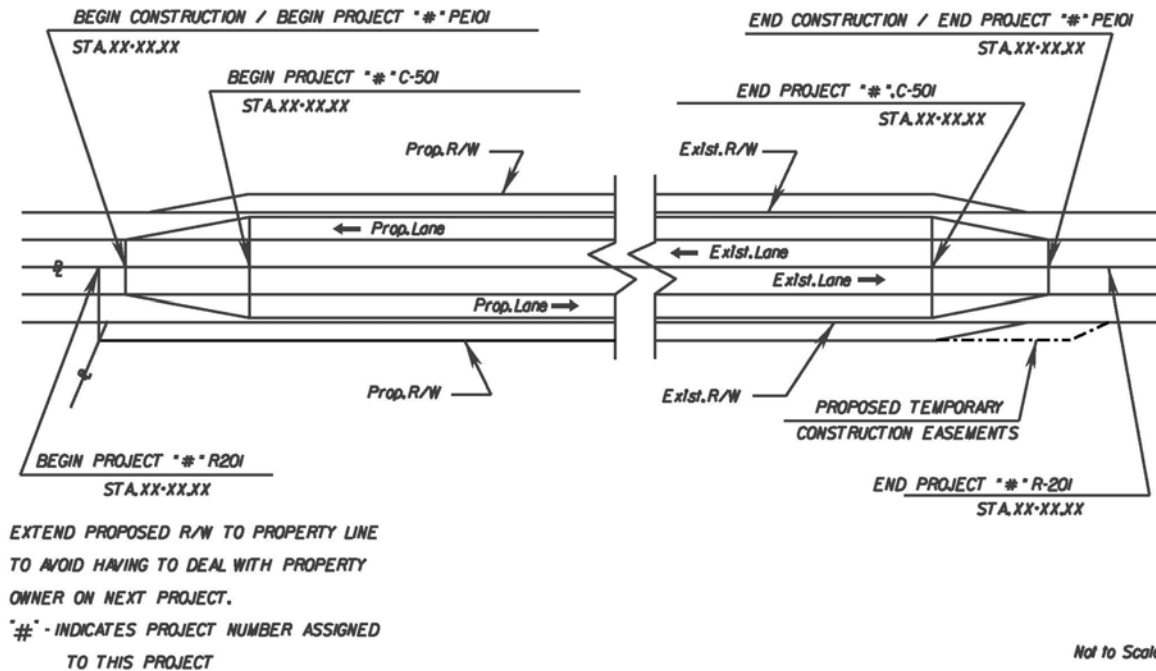 BEGIN CONSTRUCTION / BEGIN PROJECT "#" PE101
STA.XX+XX.XX
END CONSTRUCTION / END PROJECT "#" PE101
STA.XX+XX.XX
BEGIN PROJECT "#" C-501
STA.XX+XX.XX
END PROJECT "#".C-501
STA.XX+XX.XX
Prop.R/W
Exist.R/W
Prop.Lane
Exist.Lane
Exist.Lane
Prop.Lane
Prop.R/W
Exist.R/W
PROPOSED TEMPORARY
CONSTRUCTION EASEMENTS
BEGIN PROJECT "#" R201
STA.XX+XX.XX
END PROJECT "#" R-201
STA.XX+XX.XX
EXTEND PROPOSED R/W TO PROPERTY LINE
TO AVOID HAVING TO DEAL WITH PROPERTY
OWNER ON NEXT PROJECT.
"#" - INDICATES PROJECT NUMBER ASSIGNED
TO THIS PROJECT
Not to Scale